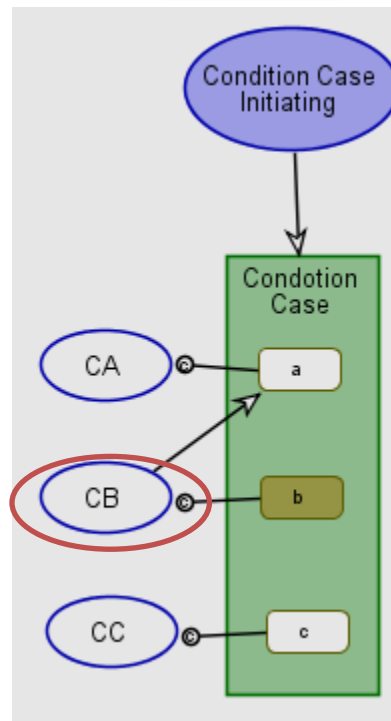 Condition Case
Initiating
Condotion
Case
CA
©
a
CB
©
b
CC
©
c